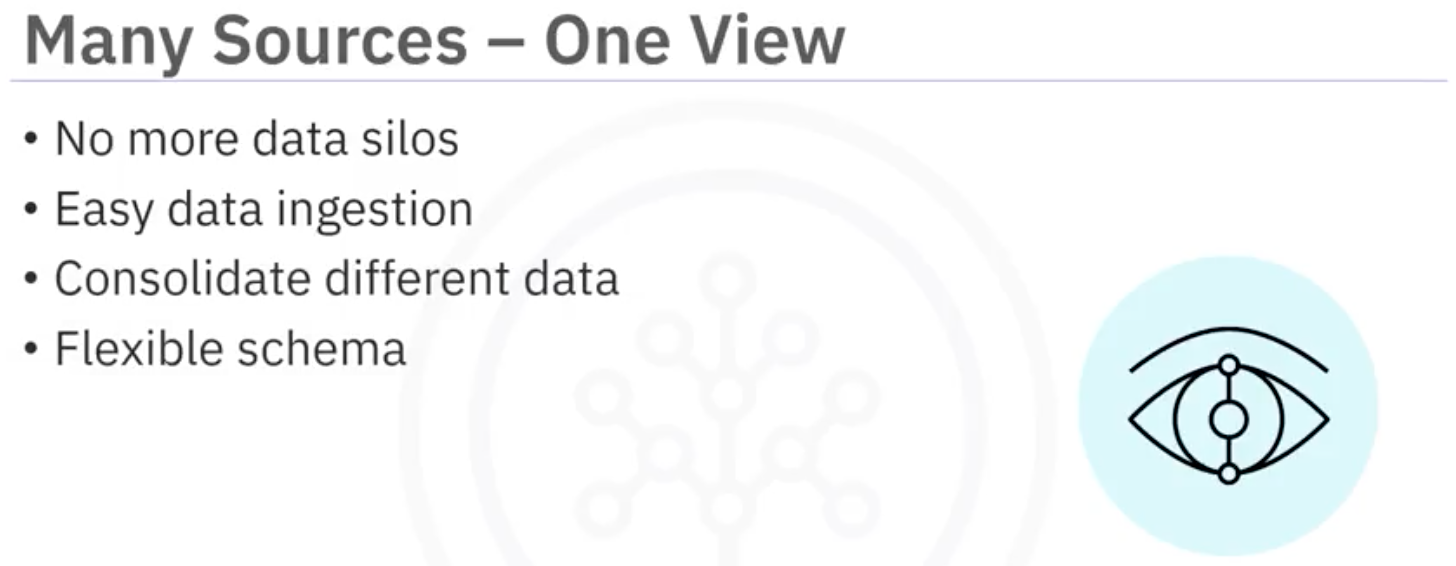 Many Sources – One View
• No more data silos
• Easy data ingestion
• Consolidate different data
• Flexible schema